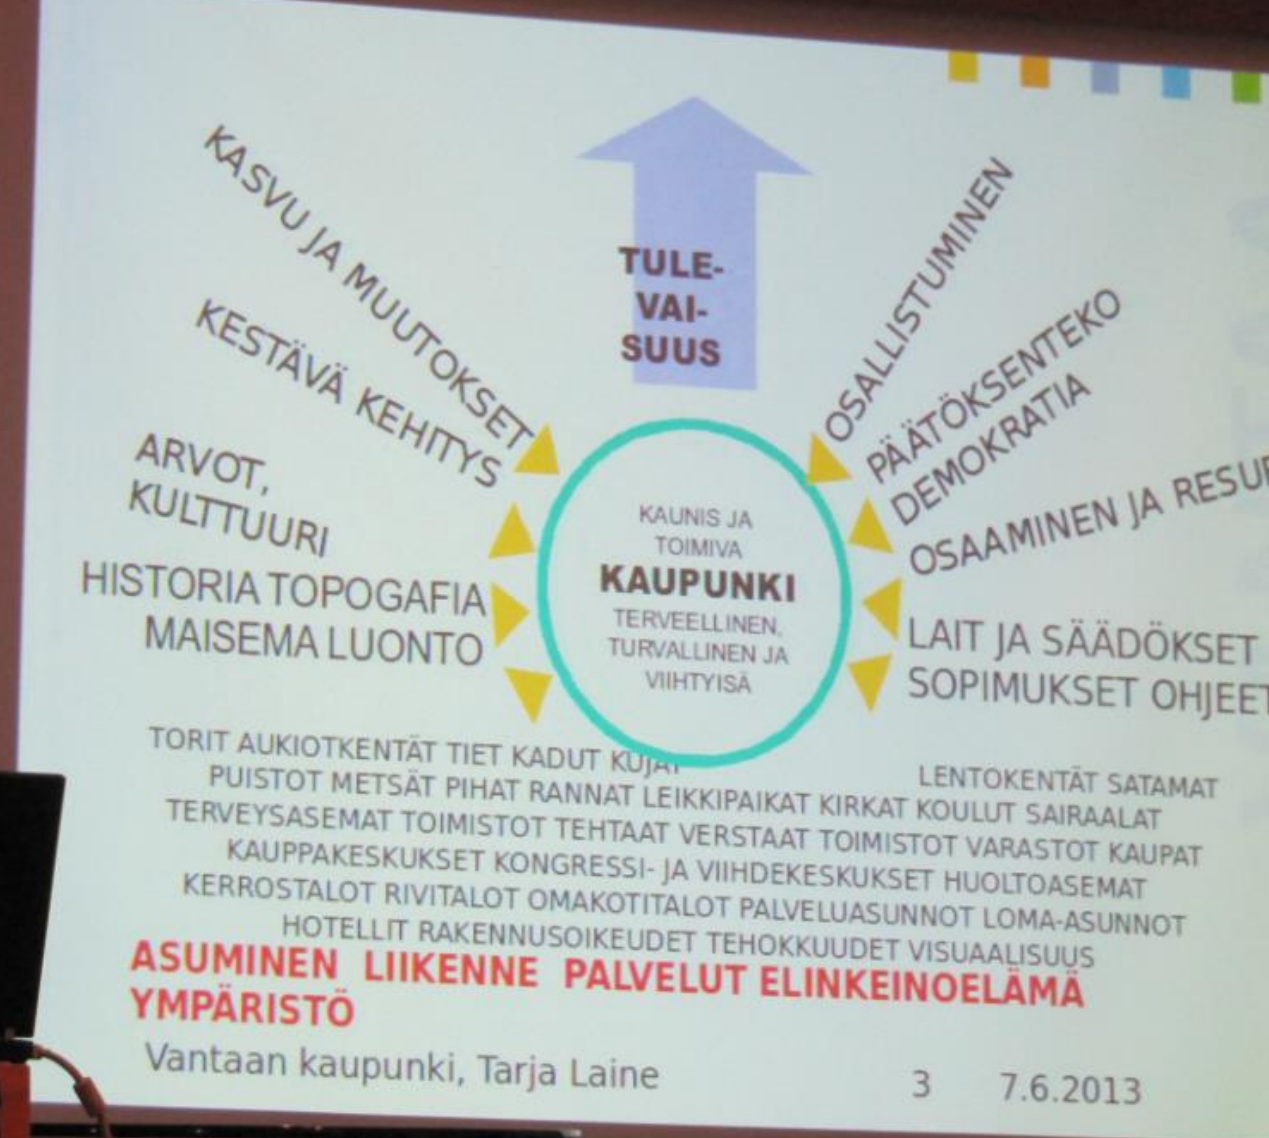 TULE-
VAI-
SUUS
KASVU JA MUUTOKSET
KESTÄVÄ KEHITYS
ARVOT,
KULTTUURI
HISTORIA TOPOGAFIA
MAISEMA LUONTO
KAUNIS JA
TOIMIVA
KAUPUNKI
TERVEELLINEN,
TURVALLINEN JA
VIIHTYISÄ
OSALLISTUMINEN
PÄÄTÖKSENTEKO
DEMOKRATIA
OSAAMINEN JA
LAIT JA SÄÄDÖKSET
SOPIMUKSET OHJEET
TORIT AUKIOTKENTÄT TIET KADUT KUJAT
LENTOKENTÄT SATAMAT
PUISTOT METSÄT PIHAT RANNAT LEIKKIPAIKAT KIRKAT KOULUT SAIRAALAT
TERVEYSASEMAT TOIMISTOT TEHTAAT VERSTAAT TOIMISTOT VARASTOT KAUPAT
KAUPPAKESKUKSET KONGRESSI- JA VIIHDEKESKUKSET HUOLTOASEMAT
KERROSTALOT RIVITALOT OMAKOTITALOT PALVELUASUNNOT LOMA-ASUNNOT
HOTELLIT RAKENNUSOIKEUDET TEHOKKUUDET VISUAALISUUS
ASUMINEN LIIKENNE PALVELUT ELINKEINOELÄMÄ
YMPÄRISTÖ
Vantaan kaupunki, Tarja Laine 3 7.6.2013